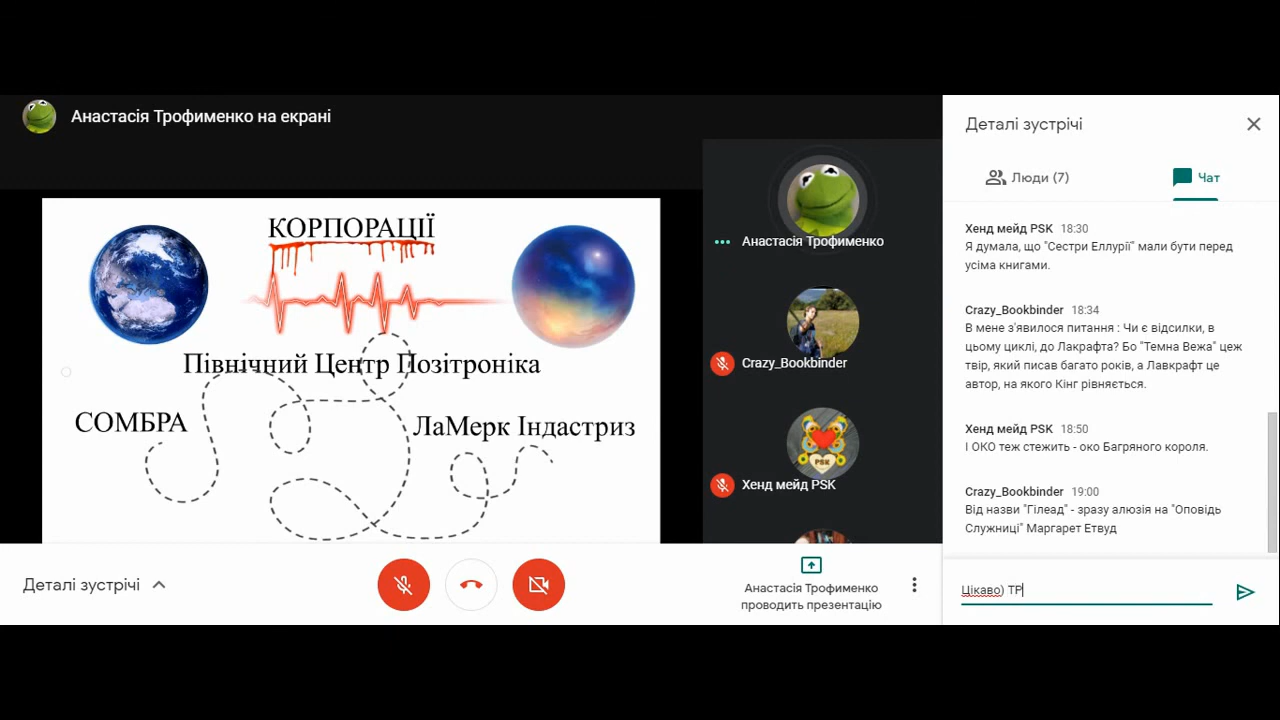 Анастасія Трофименко на екрані
КОРПОРАЦІЇ
Північний Центр Позітроніка
СОМБРА
ЛаМерк Індастриз
Анастасія Трофименко
Crazy_Bookbinder
Хенд мейд PSK
PSK
Деталі зустрічі
Анастасія Трофименко
проводить презентацію
Деталі зустрічі
Люди (7)
Чат
Хенд мейд PSK 18:30
Я думала, що "Сестри Еллурії" мали бути перед
усіма книгами.
Crazy_Bookbinder 18:34
В мене з'явилося питання : Чи є відсилки, в
цьому циклі, до Лакрафта? Бо "Темна Вежа" цеж
твір, який писав багато років, а Лавкрафт це
автор, на якого Кінг рівняється.
Хенд мейд PSK 18:50
І ОКО теж стежить - око Багряного короля.
Crazy_Bookbinder 19:00
Від назви "Гілеад" - зразу алюзія на "Оповідь
Служниці" Маргарет Етвуд
Цікаво) ТР